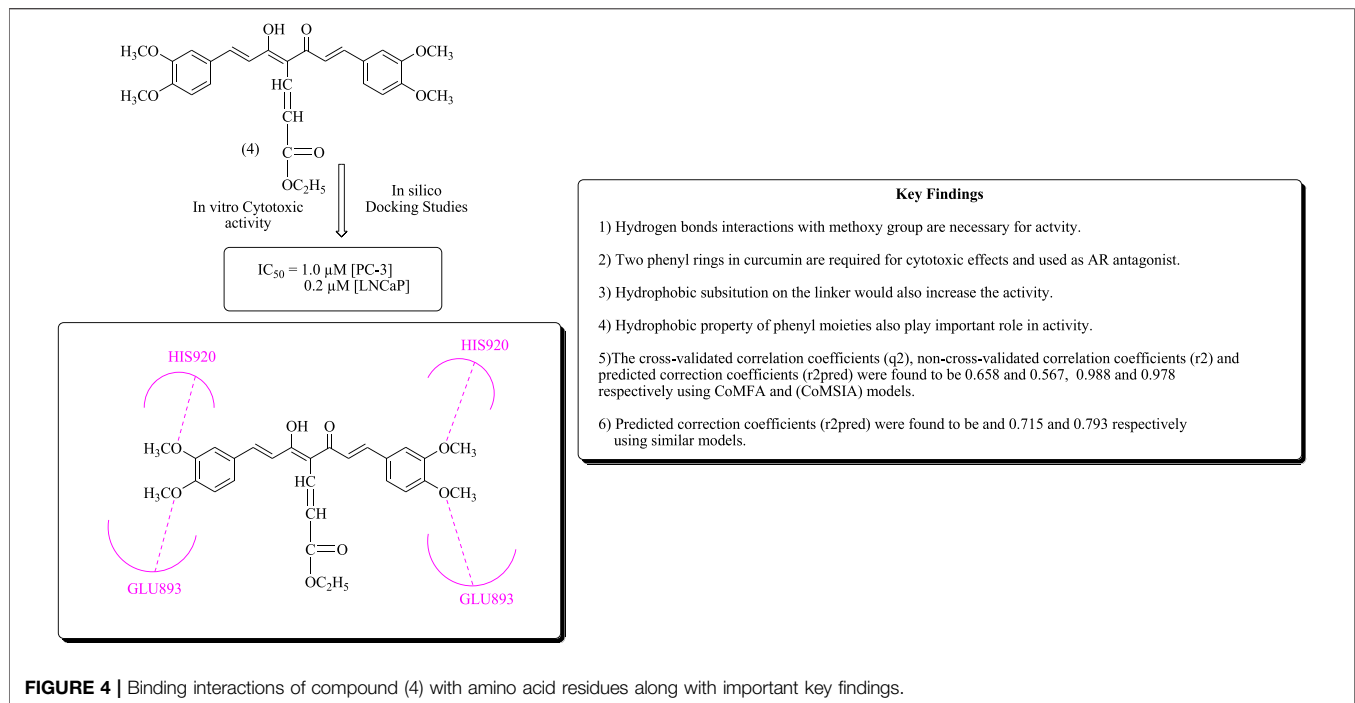 OH
O
H₃CO
OCH₃
HC
H₃CO
OCH₃
CH
(4)
C=O
OC₂H₅
In vitro Cytotoxic
activity
In silico
Docking Studies
IC₅₀ = 1.0 µM [PC-3]
0.2 µM [LNCaP]
HIS920
HIS920
OH
O
H₃CO
OCH₃
HC
H₃CO
OCH₃
CH
C=O
OC₂H₅
GLU893
GLU893
Key Findings
1) Hydrogen bonds interactions with methoxy group are necessary for actvity.
2) Two phenyl rings in curcumin are required for cytotoxic effects and used as AR antagonist.
3) Hydrophobic subsitution on the linker would also increase the activity.
4) Hydrophobic property of phenyl moieties also play important role in activity.
5)The cross-validated correlation coefficients (q2), non-cross-validated correlation coefficients (r2) and
predicted correction coefficients (r2pred) were found to be 0.658 and 0.567, 0.988 and 0.978
respectively using CoMFA and (CoMSIA) models.
6) Predicted correction coefficients (r2pred) were found to be and 0.715 and 0.793 respectively
using similar models.
FIGURE 4 | Binding interactions of compound (4) with amino acid residues along with important key findings.